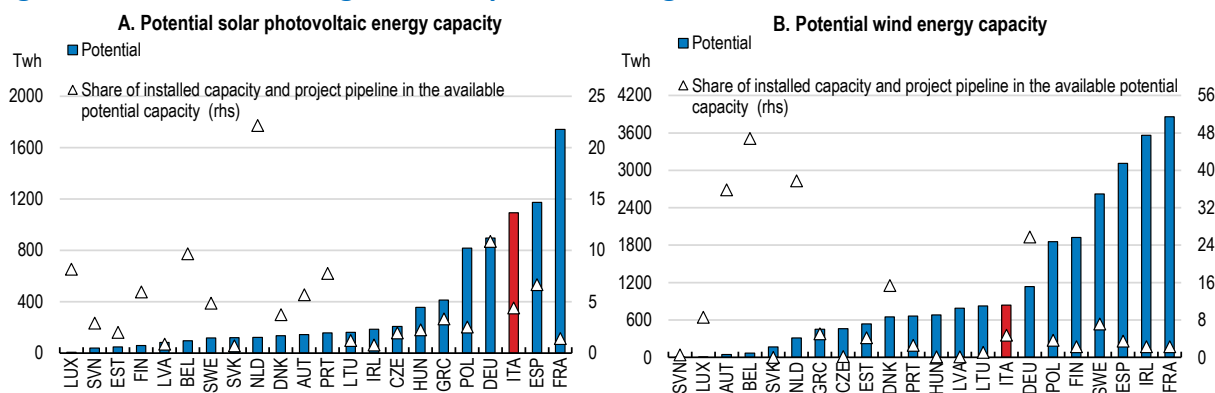 A. Potential solar photovoltaic energy capacity
Potential
Twh
Share of installed capacity and project pipeline in the available
potential capacity (rhs)
2000
1600
1200
800
400
0
25
20
15
10
5
0
LUX
SVN
EST
FIN
LVA
BEL
SWE
SVK
NLD
DNK
AUT
PRT
LTU
IRL
CZE
HUN
GRC
POL
DEU
ITA
ESP
FRA
B. Potential wind energy capacity
Potential
Twh
Share of installed capacity and project pipeline in the available potential
capacity (rhs)
4200
3600
3000
2400
1800
1200
600
0
56
48
40
32
24
16
8
0
SVN
LUX
AUT
BEL
SVK
NLD
GRC
CZE
EST
DNK
PRT
HUN
LVA
LTU
ITA
DEU
POL
FIN
SWE
ESP
IRL
FRA